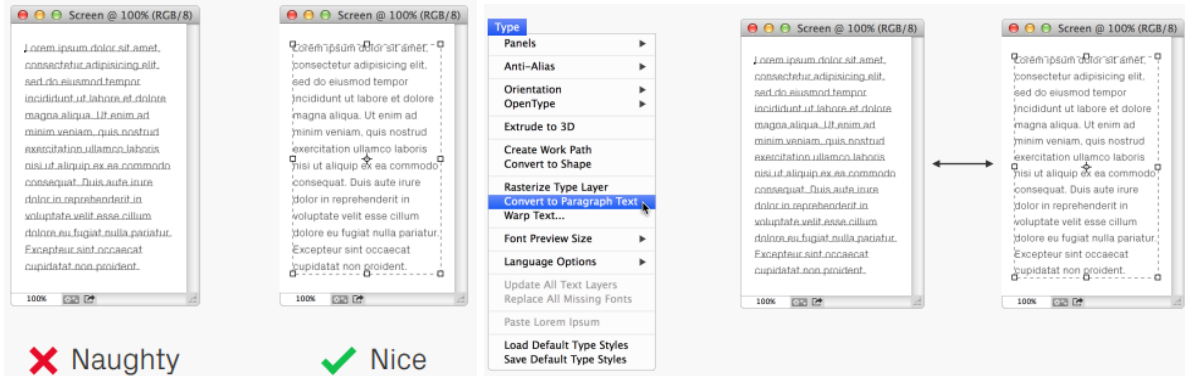 Screen @ 100% (RGB/8)
Lorem ipsum dolor sit amet,
consectetur adipisicing elit,
sed do eiusmod tempor
incididunt ut labore et dolore
magna aliqua. Ut enim ad
minim veniam, quis nostrud
exercitation ullamco laboris
nisi ut aliquip ex ea commodo
consequat. Duis aute irure
dolor in reprehenderit in
voluptate velit esse cillum
dolore eu fugiat nulla pariatur.
Excepteur sint occaecat
cupidatat non proident,
100%
Naughty
Screen @ 100% (RGB/8)
Lorem ipsum dolor sit amet,
consectetur adipisicing elit,
sed do eiusmod tempor
incididunt ut labore et dolore
magna aliqua. Ut enim ad
minim veniam, quis nostrud
exercitation ullamco laboris
nisi ut aliquip ex ea commodo
consequat. Duis aute irure
dolor in reprehenderit in
voluptate velit esse cillum
dolore eu fugiat nulla pariatur.
Excepteur sint occaecat
cupidatat non proident,
100%
Nice
Type
Panels
Anti-Alias
Orientation
OpenType
Extrude to 3D
Create Work Path
Convert to Shape
Rasterize Type Layer
Convert to Paragraph Text
Warp Text...
Font Preview Size
Language Options
Update All Text Layers
Replace All Missing Fonts
Paste Lorem Ipsum
Load Default Type Styles
Save Default Type Styles
Screen @ 100% (RGB/8)
Lorem ipsum dolor sit amet,
consectetur adipisicing elit,
sed do eiusmod tempor
incididunt ut labore et dolore
magna aliqua. Ut enim ad
minim veniam, quis nostrud
exercitation ullamco laboris
nisi ut aliquip ex ea commodo
consequat. Duis aute irure
dolor in reprehenderit in
voluptate velit esse cillum
dolore eu fugiat nulla pariatur.
Excepteur sint occaecat
cupidatat non proident,
100%
Screen @ 100% (RGB/8)
Lorem ipsum dolor sit amet,
consectetur adipisicing elit,
sed do eiusmod tempor
incididunt ut labore et dolore
magna aliqua. Ut enim ad
minim veniam, quis nostrud
exercitation ullamco laboris
nisi ut aliquip ex ea commodo
consequat. Duis aute irure
dolor in reprehenderit in
voluptate velit esse cillum
dolore eu fugiat nulla pariatur.
Excepteur sint occaecat
cupidatat non proident,
100%